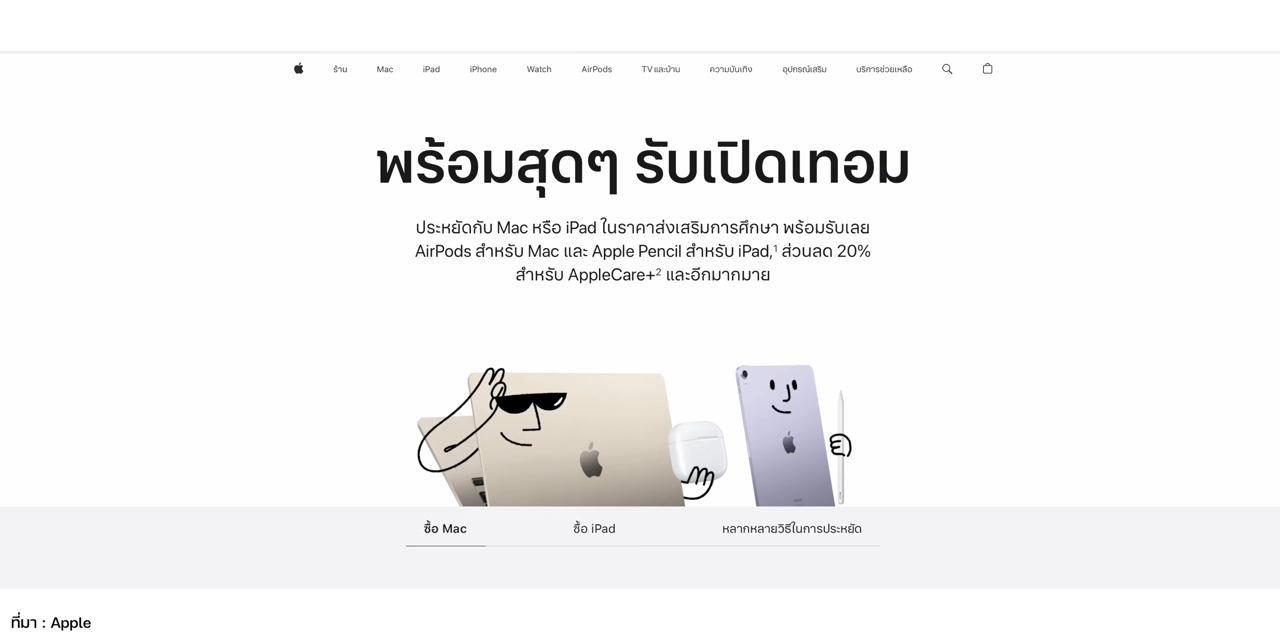 ร้าน Mac iPad iPhone Watch AirPods TV และบ้าน ความบันเทิง อุปกรณ์เสริม บริการช่วยเหลือ
พร้อมสุดๆ รับเปิดเทอม
ประหยัดกับ Mac หรือ iPad ในราคาส่งเสริมการศึกษา พร้อมรับเลย
AirPods สำหรับ Mac และ Apple Pencil สำหรับ iPad,¹ ส่วนลด 20%
สำหรับ AppleCare+² และอีกมากมาย
ซื้อ Mac ซื้อ iPad หลากหลายวิธีในการประหยัด
ที่มา : Apple